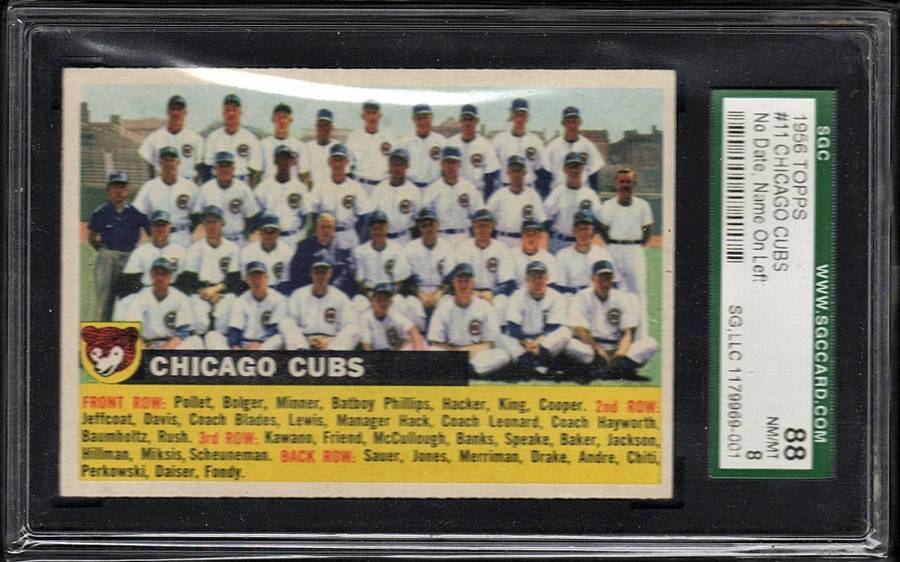 CHICAGO CUBS
FRONT ROW: Pollet, Bolger, Minner, Batboy Phillips, Hacker, King, Cooper. 2nd ROW:
Jeffcoat, Davis, Coach Blades, Lewis, Manager Hack, Coach Leonard, Coach Hayworth,
Baumholtz, Rush. 3rd ROW: Kawano, Friend, McCullough, Banks, Speake, Baker, Jackson,
Hillman, Miksis, Scheuneman. BACK ROW: Sauer, Jones, Merriman, Drake, Andre, Chiti,
Perkowski, Daiser, Fondy.
SGC
WWW.SGCCARD.COM
1956 TOPPS
#11 CHICAGO CUBS
No Date, Name On Left
88
NM/MT
8
SG,LLC 1179969-001